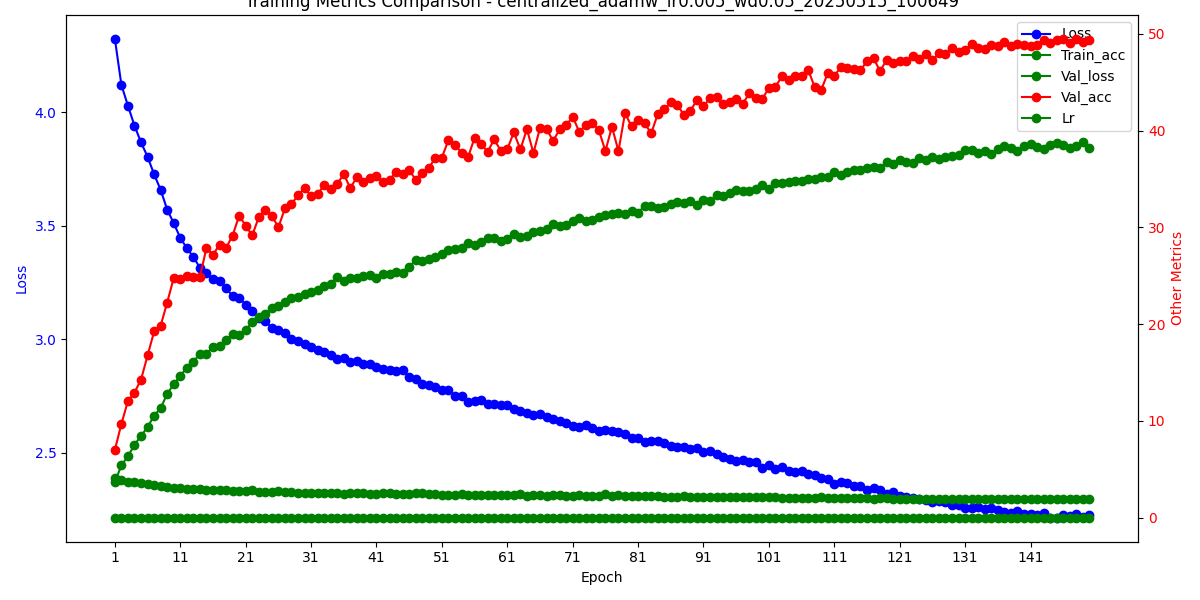 Training Metrics Comparison - centralized_adamw_lr0.005_wd0.05_20250515_100649
Loss
Train_acc
Val_loss
Val_acc
Lr
4.0
3.5
3.0
2.5
Loss
50
40
30
20
10
0
Other Metrics
1 11 21 31 41 51 61 71 81 91 101 111 121 131 141
Epoch